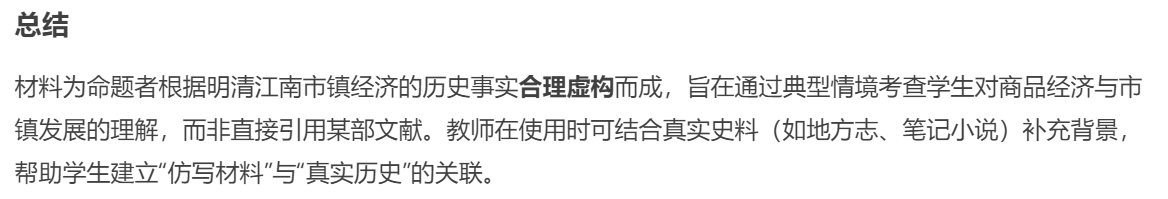 总结
材料为命题者根据明清江南市镇经济的历史事实合理虚构而成，旨在通过典型情境考查学生对商品经济与市
镇发展的理解，而非直接引用某部文献。教师在使用时可结合真实史料（如地方志、笔记小说）补充背景，
帮助学生建立“仿写材料”与“真实历史”的关联。